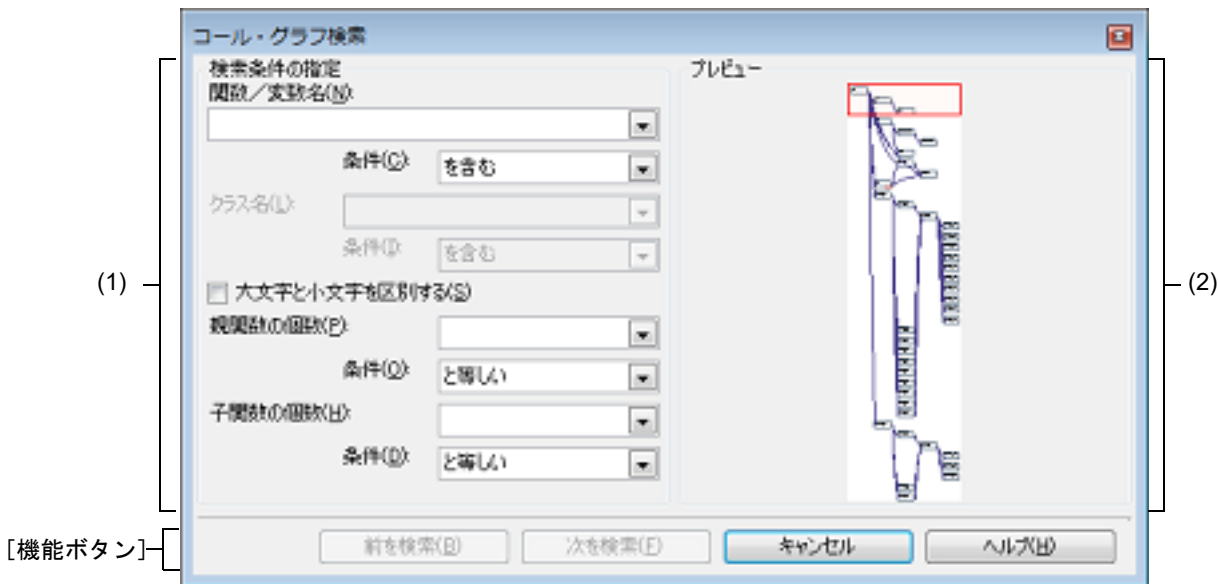 コール・グラフ検索
検索条件の指定
関数／変数名(N):
条件(C): を含む
クラス名(L):
条件(I): を含む
大文字と小文字を区別する(S)
親関数の個数(P):
条件(O): と等しい
子関数の個数(H):
条件(D): と等しい
プレビュー
(1)
(2)
[機能ボタン]
前を検索(B) 次を検索(F) キャンセル ヘルプ(H)